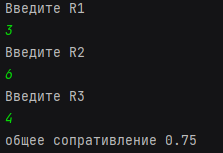 Введите R1
3
Введите R2
6
Введите R3
4
общее сопративление 0.75